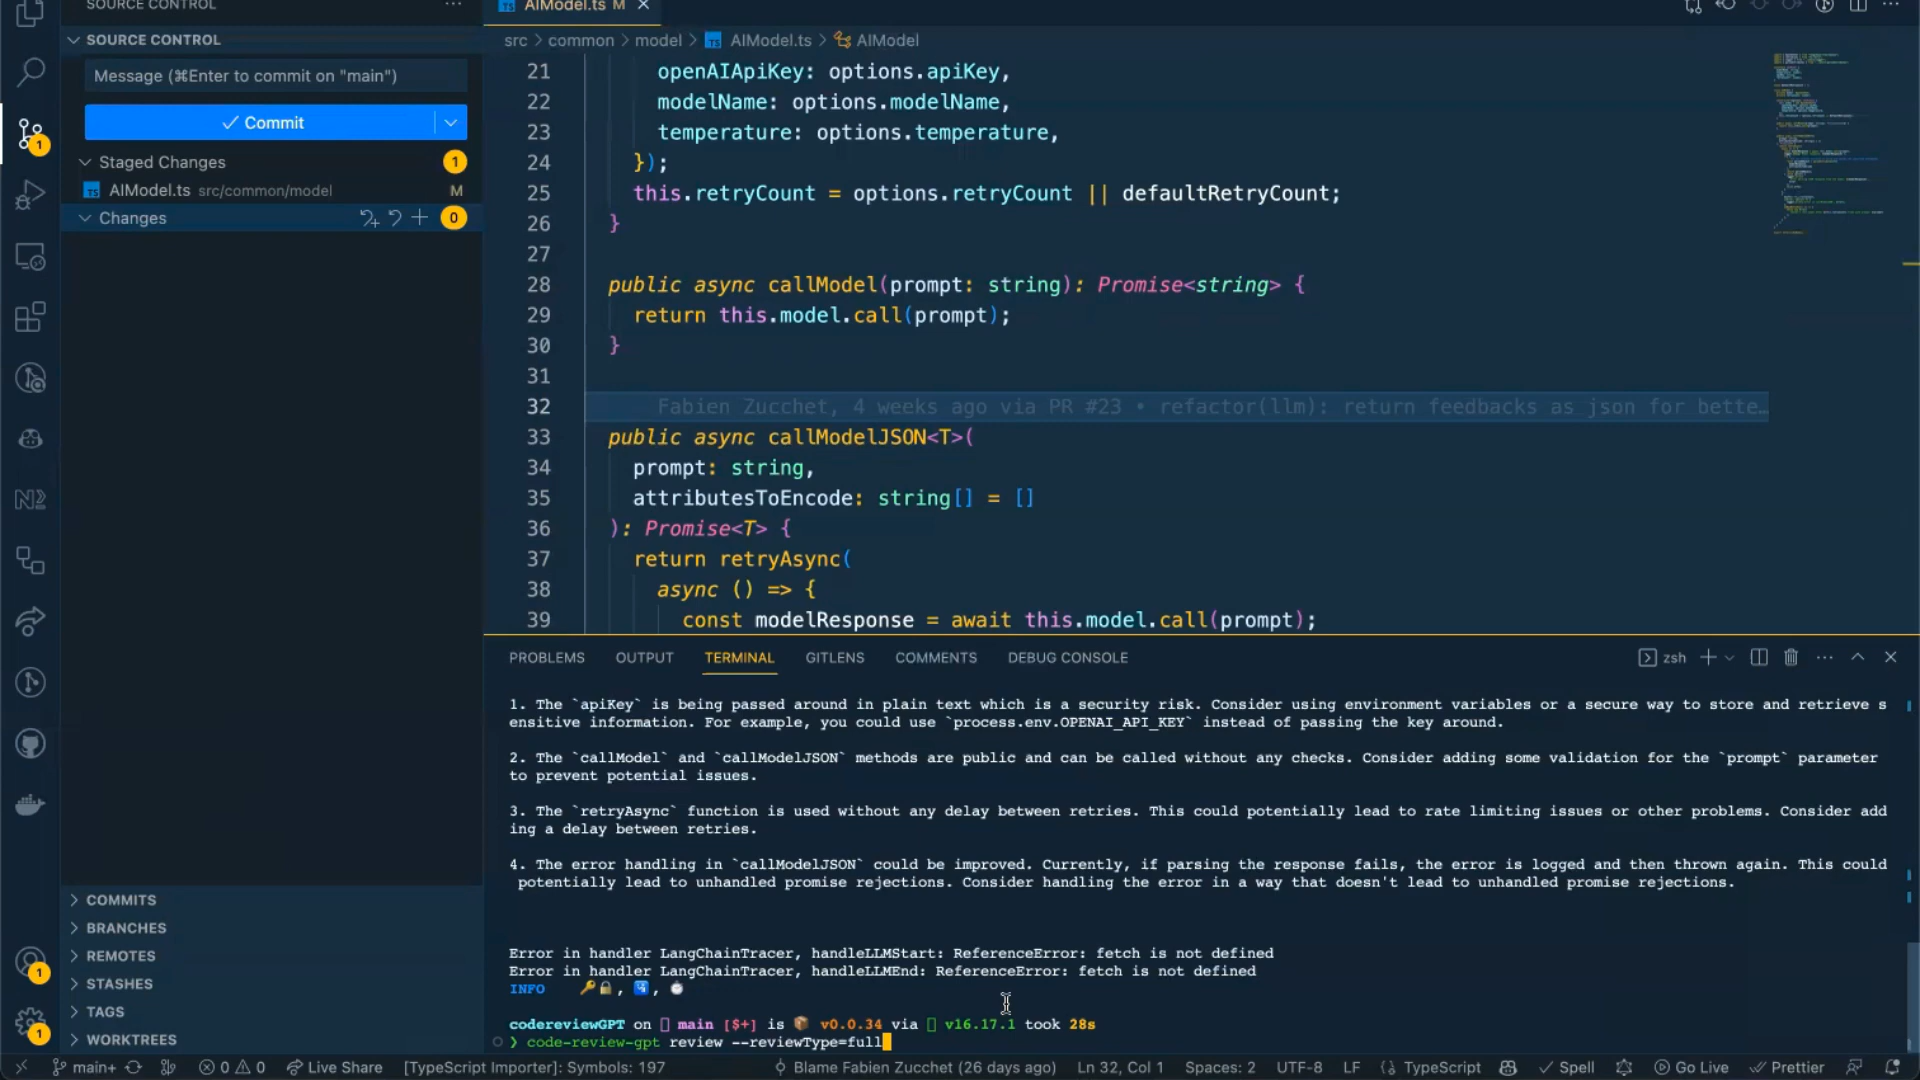 SOURCE CONTROL
SOURCE CONTROL
Message (⌘Enter to commit on "main")
Commit
Staged Changes 1
AIModel.ts src/common/model M
Changes 0
COMMITS
BRANCHES
REMOTES
STASHES
TAGS
WORKTREES
1
1
1
AIModel.ts M
src > common > model > AIModel.ts > AIModel
21 openAIApiKey: options.apiKey,
22 modelName: options.modelName,
23 temperature: options.temperature,
24 });
25 this.retryCount = options.retryCount || defaultRetryCount;
26 }
27
28 public async callModel(prompt: string): Promise<string> {
29 return this.model.call(prompt);
30 }
31
32 Fabien Zucchet, 4 weeks ago via PR #23 • refactor(llm): return feedbacks as json for bette…
33 public async callModelJSON<T>(
34 prompt: string,
35 attributesToEncode: string[] = []
36 ): Promise<T> {
37 return retryAsync(
38 async () => {
39 const modelResponse = await this.model.call(prompt);
PROBLEMS OUTPUT TERMINAL GITLENS COMMENTS DEBUG CONSOLE zsh
1. The `apiKey` is being passed around in plain text which is a security risk. Consider using environment variables or a secure way to store and retrieve s
ensitive information. For example, you could use `process.env.OPENAI_API_KEY` instead of passing the key around.
2. The `callModel` and `callModelJSON` methods are public and can be called without any checks. Consider adding some validation for the `prompt` parameter
to prevent potential issues.
3. The `retryAsync` function is used without any delay between retries. This could potentially lead to rate limiting issues or other problems. Consider add
ing a delay between retries.
4. The error handling in `callModelJSON` could be improved. Currently, if parsing the response fails, the error is logged and then thrown again. This could
potentially lead to unhandled promise rejections. Consider handling the error in a way that doesn't lead to unhandled promise rejections.
Error in handler LangChainTracer, handleLLMStart: ReferenceError: fetch is not defined
Error in handler LangChainTracer, handleLLMEnd: ReferenceError: fetch is not defined
INFO 🔑🔒, 🚰, ⏱
codereviewGPT on main [$+] is 📦 v0.0.34 via v16.17.1 took 28s
❯ code-review-gpt review --reviewType=full
main+ 0 0 Live Share [TypeScript Importer]: Symbols: 197 Blame Fabien Zucchet (26 days ago) Ln 32, Col 1 Spaces: 2 UTF-8 LF TypeScript Spell Go Live Prettier